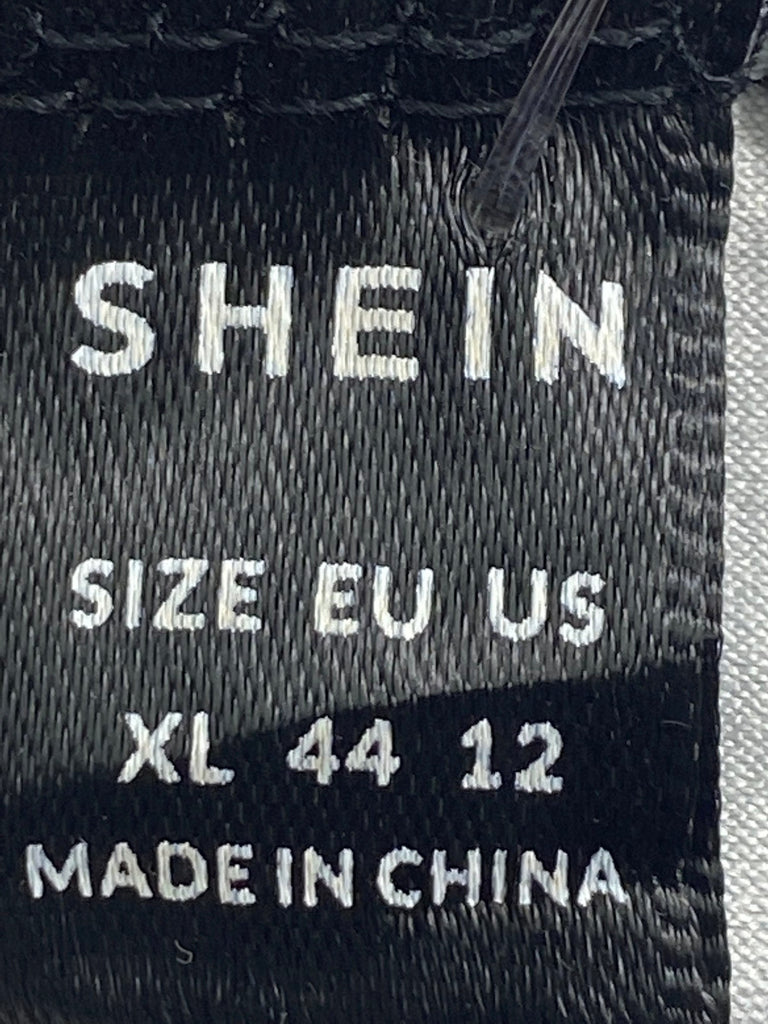 SHEIN
SIZE EU US
XL 44 12
MADE IN CHINA